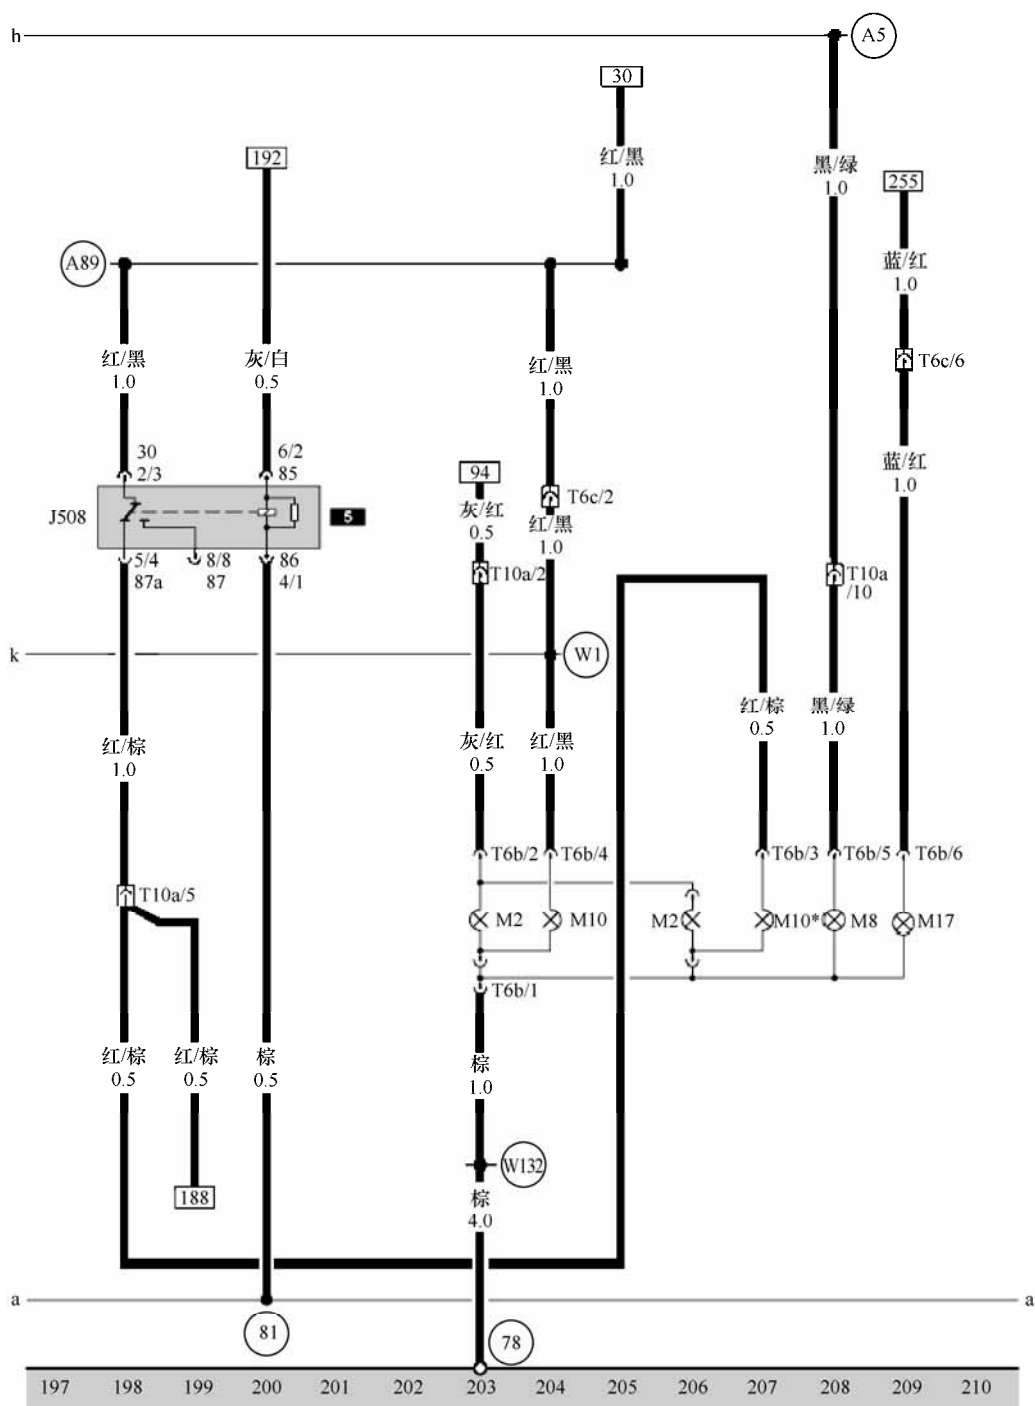 h
A5
30
红/黑
1.0
192
黑/绿
1.0
255
A89
蓝/红
1.0
红/黑
1.0
灰/白
0.5
红/黑
1.0
T6c/6
蓝/红
1.0
30
2/3
6/2
85
94
灰/红
0.5
T6c/2
红/黑
1.0
J508
5
5/4
87a
8/8
87
86
4/1
T10a/2
T10a
/10
k
W1
红/棕
1.0
灰/红
0.5
红/黑
1.0
红/棕
0.5
黑/绿
1.0
T6b/2
T6b/4
T6b/3
T6b/5
T6b/6
T10a/5
M2
M10
M2
M10*
M8
M17
T6b/1
红/棕
0.5
红/棕
0.5
棕
0.5
棕
1.0
W132
188
棕
4.0
a
a
81
78
197 198 199 200 201 202 203 204 205 206 207 208 209 210